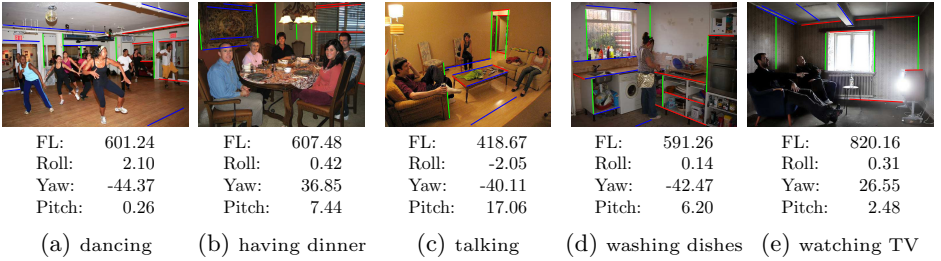 FL: 601.24 FL: 607.48 FL: 418.67 FL: 591.26 FL: 820.16
Roll: 2.10 Roll: 0.42 Roll: -2.05 Roll: 0.14 Roll: 0.31
Yaw: -44.37 Yaw: 36.85 Yaw: -40.11 Yaw: -42.47 Yaw: 26.55
Pitch: 0.26 Pitch: 7.44 Pitch: 17.06 Pitch: 6.20 Pitch: 2.48
(a) dancing (b) having dinner (c) talking (d) washing dishes (e) watching TV